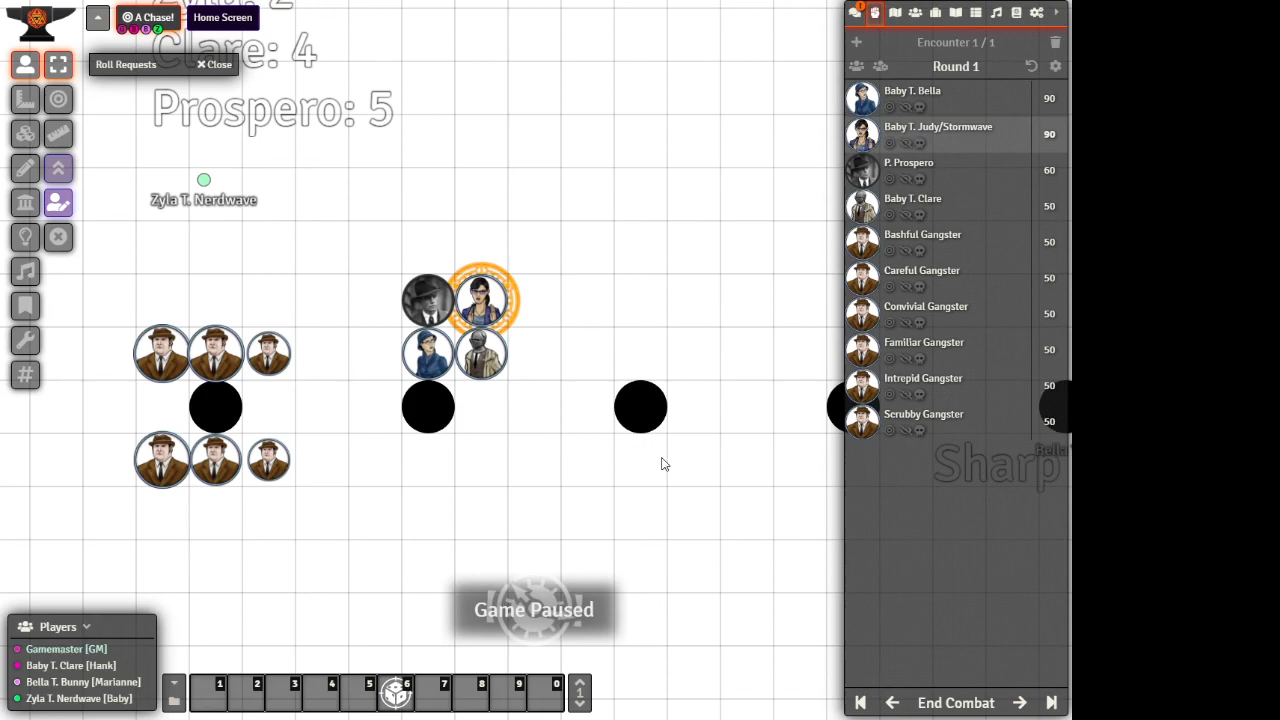 A Chase!
Home Screen
Clare: 4
Prospero: 5
Roll Requests
Close
Zyla T. Nerdwave
Encounter 1 / 1
Round 1
Baby T. Bella
90
Baby T. Judy/Stormwave
90
P. Prospero
60
Baby T. Clare
50
Bashful Gangster
50
Careful Gangster
50
Convivial Gangster
50
Familiar Gangster
50
Intrepid Gangster
50
Scrubby Gangster
50
Bella
Sharp
Game Paused
Players
Gamemaster [GM]
Baby T. Clare [Hank]
Bella T. Bunny [Marianne]
Zyla T. Nerdwave [Baby]
1 2 3 4 5 6 7 8 9 0
1
End Combat